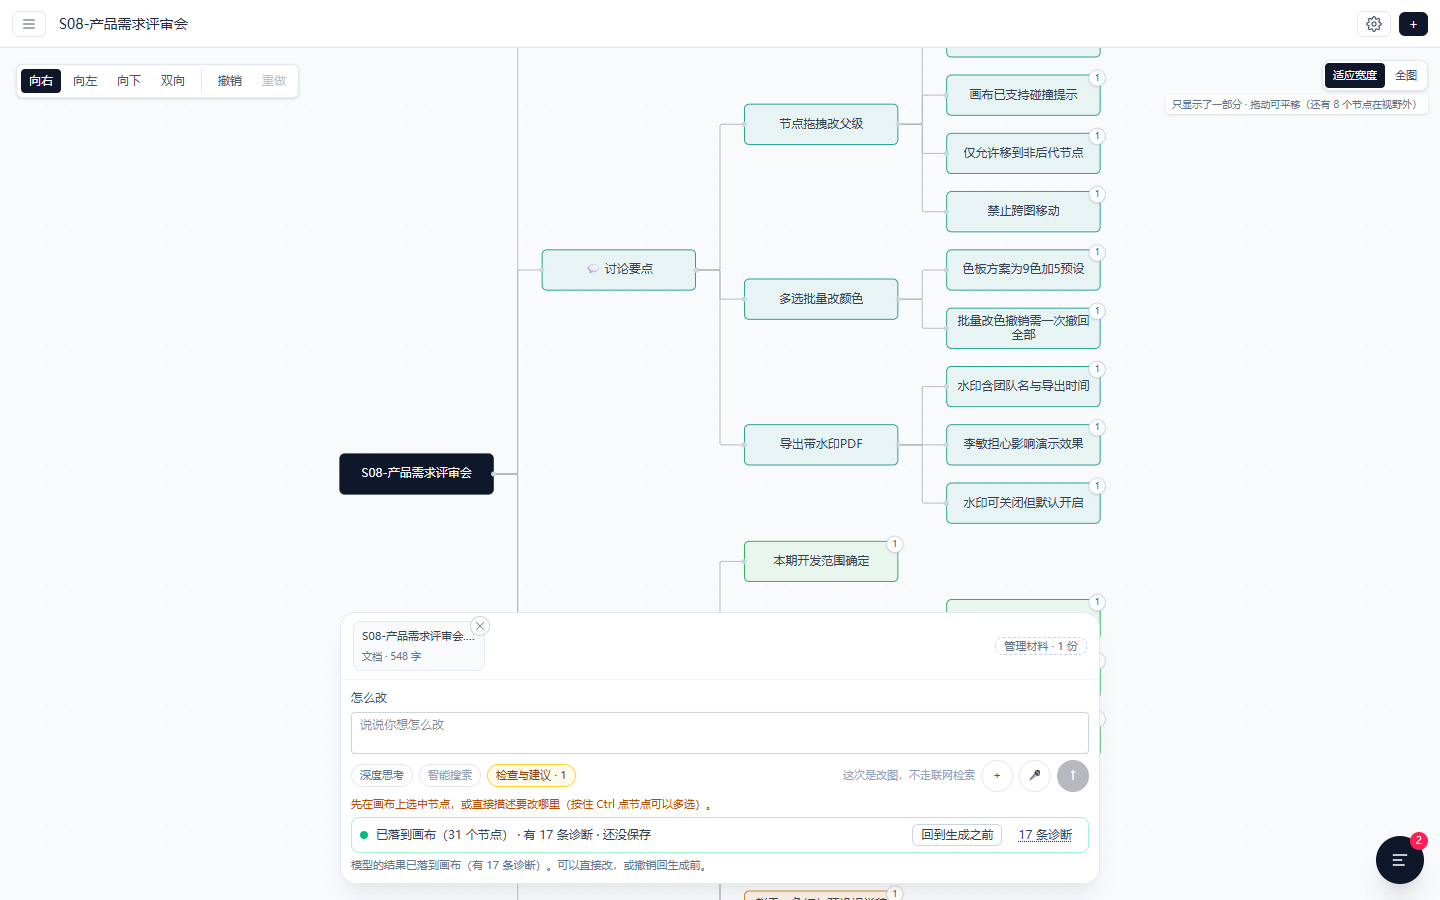 S08-产品需求评审会
+
向右 向左 向下 双向 撤销 重做
适应宽度 全图
只显示了一部分 · 拖动可平移（还有 8 个节点在视野外）
画布已支持碰撞提示
1
节点拖拽改父级
仅允许移到非后代节点
1
禁止跨图移动
1
讨论要点
色板方案为9色加5预设
1
多选批量改颜色
批量改色撤销需一次撤回
全部
1
水印含团队名与导出时间
1
导出带水印PDF
李敏担心影响演示效果
1
S08-产品需求评审会
水印可关闭但默认开启
1
本期开发范围确定
1
1
S08-产品需求评审会....
文档 · 548 字
管理材料 · 1 份
怎么改
说说你想怎么改
深度思考 智能搜索 检查与建议 · 1
这次是改图，不走联网检索
+
先在画布上选中节点，或直接描述要改哪里（按住 Ctrl 点节点可以多选）。
已落到画布（31 个节点） · 有 17 条诊断 · 还没保存
回到生成之前 17 条诊断
模型的结果已落到画布（有 17 条诊断）。可以直接改，或撤销回生成前。
2
1